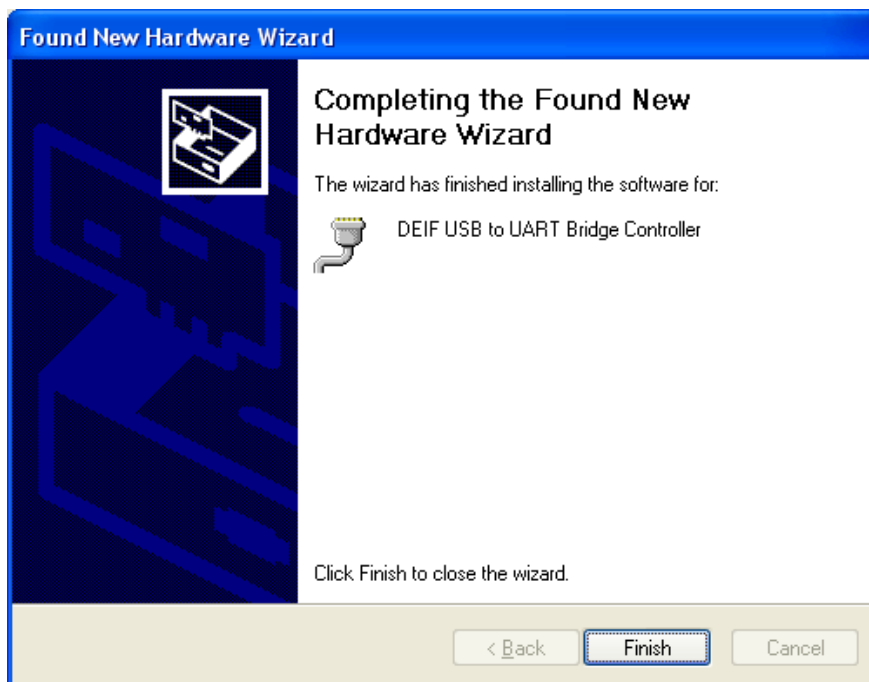 Found New Hardware Wizard
Completing the Found New
Hardware Wizard
The wizard has finished installing the software for:
DEIF USB to UART Bridge Controller
Click Finish to close the wizard.
< Back
Finish
Cancel